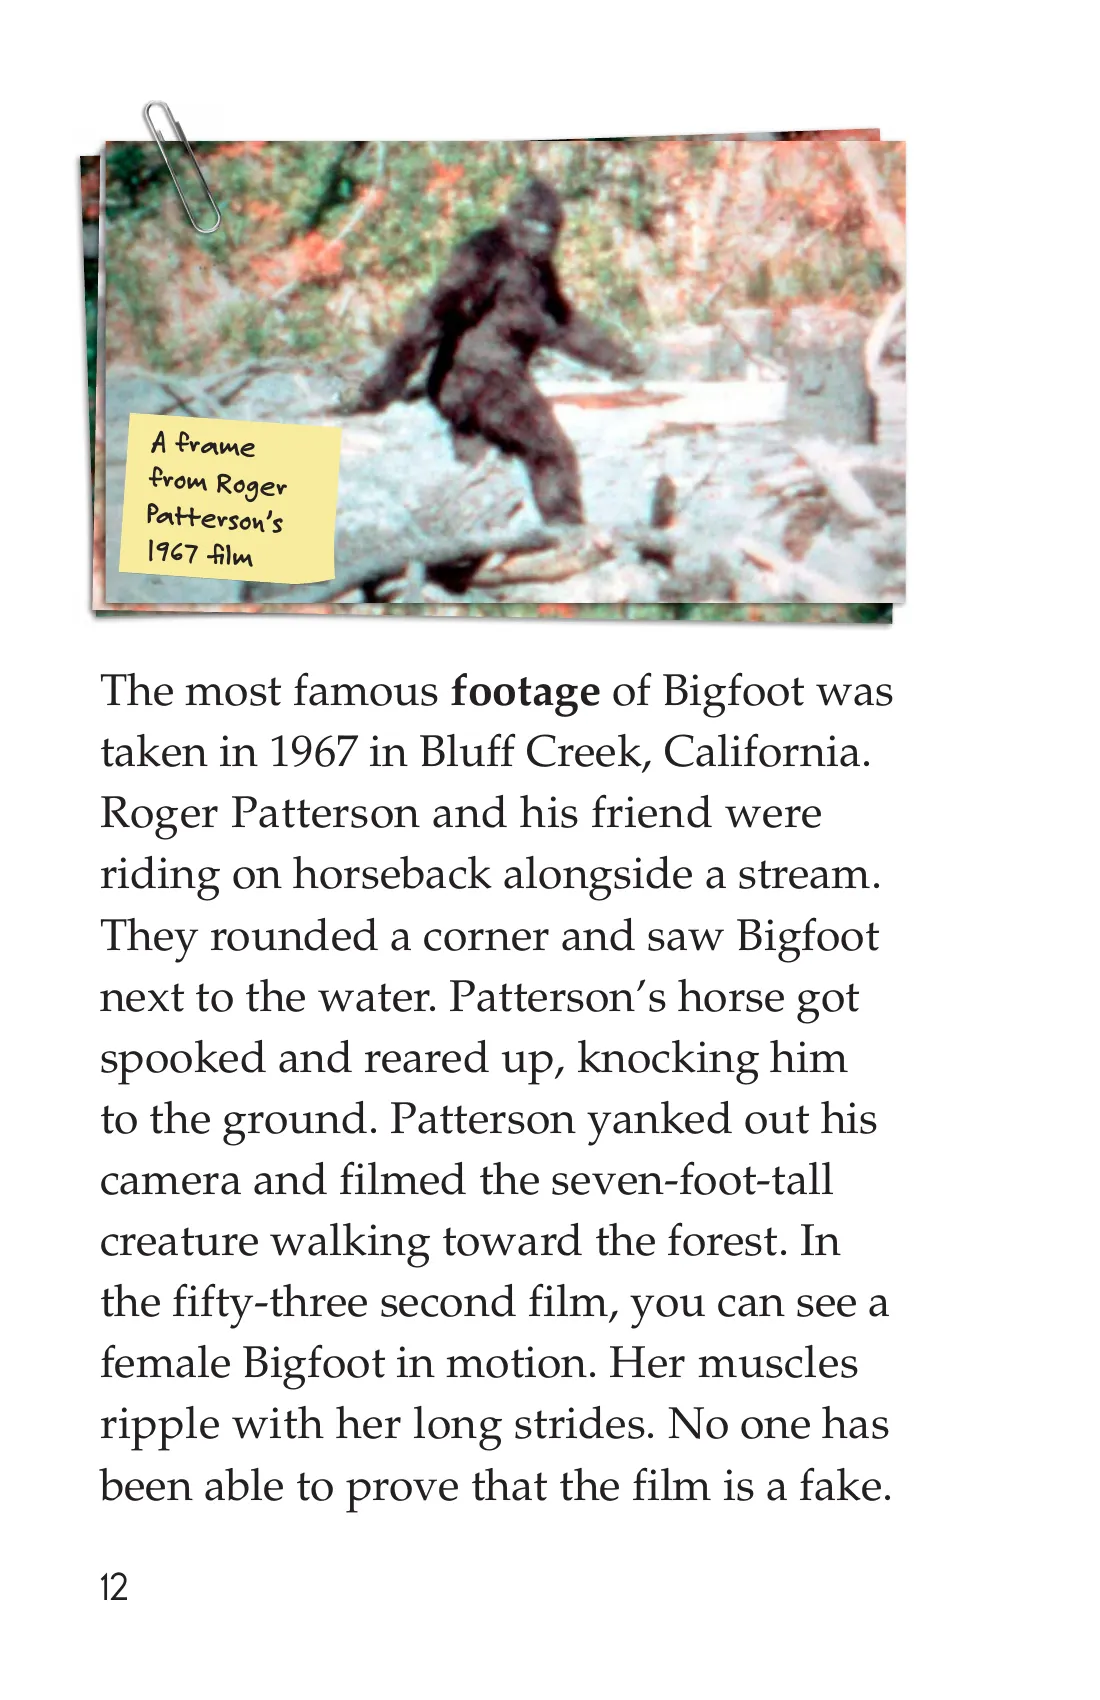 A frame
from Roger
Patterson's
1967 film
The most famous footage of Bigfoot was
taken in 1967 in Bluff Creek, California.
Roger Patterson and his friend were
riding on horseback alongside a stream.
They rounded a corner and saw Bigfoot
next to the water. Patterson’s horse got
spooked and reared up, knocking him
to the ground. Patterson yanked out his
camera and filmed the seven-foot-tall
creature walking toward the forest. In
the fifty-three second film, you can see a
female Bigfoot in motion. Her muscles
ripple with her long strides. No one has
been able to prove that the film is a fake.
12